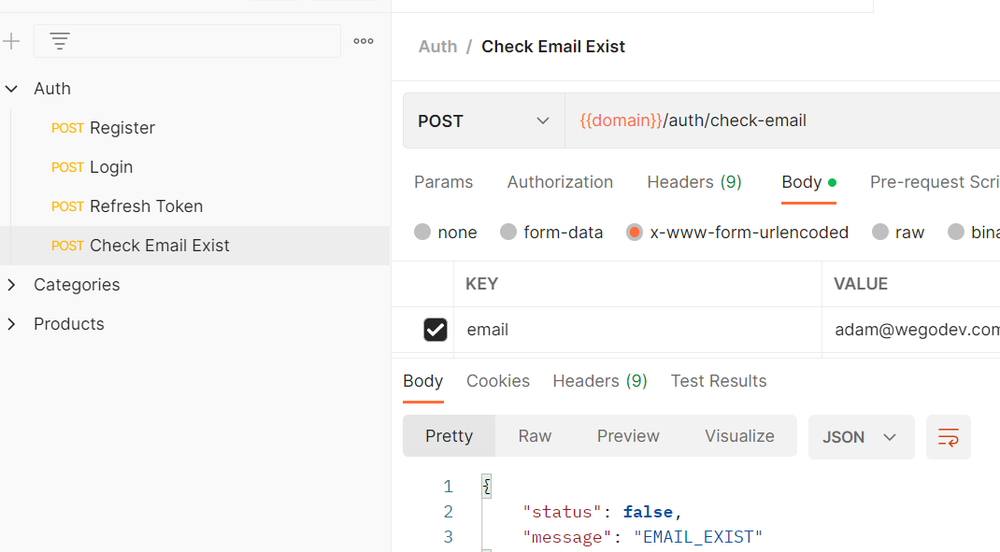 Auth / Check Email Exist
Auth
POST Register
POST Login
POST Refresh Token
POST Check Email Exist
Categories
Products
POST
{{domain}}/auth/check-email
Params Authorization Headers (9) Body Pre-request Scri
none form-data x-www-form-urlencoded raw bina
KEY VALUE
email adam@wegodev.com
Body Cookies Headers (9) Test Results
Pretty Raw Preview Visualize JSON
1 {
2 "status": false,
3 "message": "EMAIL_EXIST"